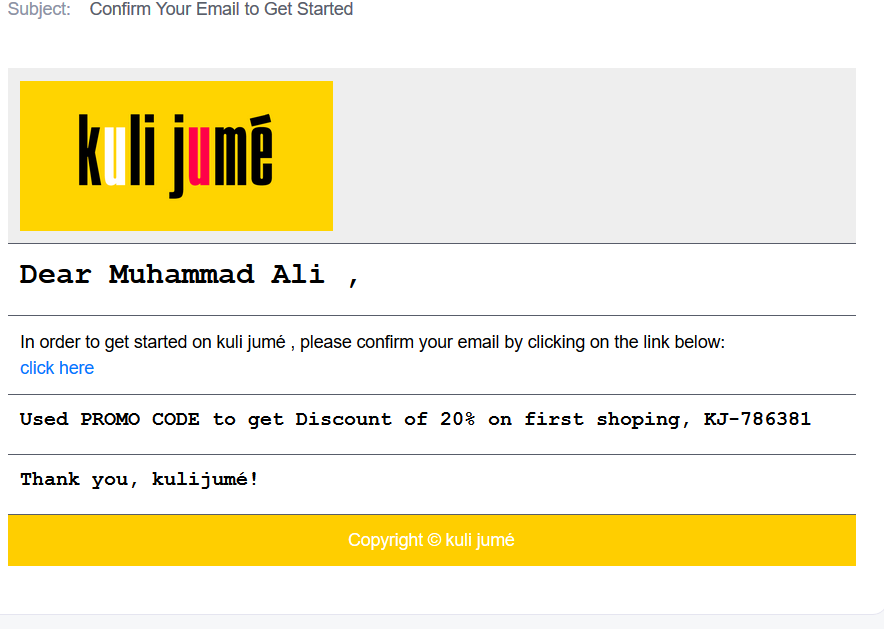 Subject: Confirm Your Email to Get Started
kuli jumé
Dear Muhammad Ali ,
In order to get started on kuli jumé , please confirm your email by clicking on the link below:
click here
Used PROMO CODE to get Discount of 20% on first shoping, KJ-786381
Thank you, kulijumé!
Copyright © kuli jumé